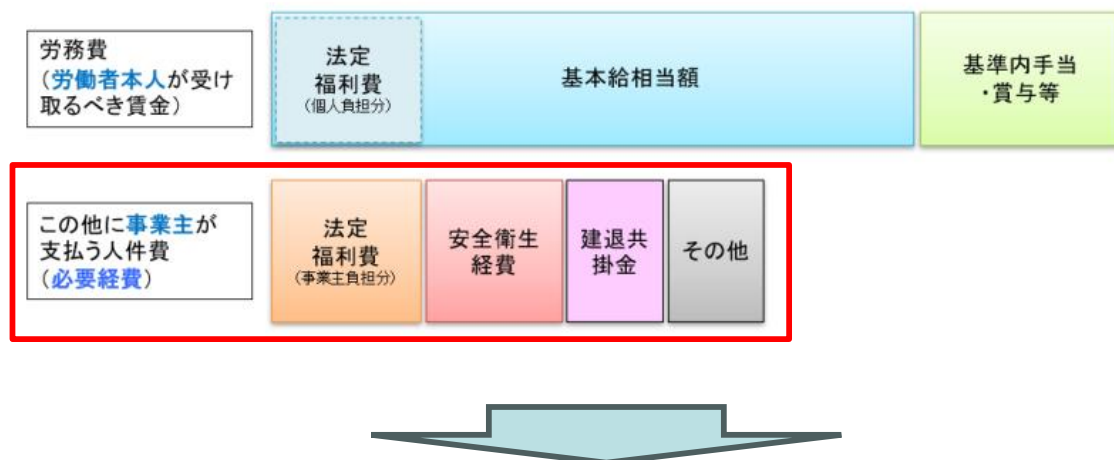 労務費
(労働者本人が受け
取るべき賃金)
法定
福利費
(個人負担分)
基本給相当額
基準内手当
・賞与等
この他に事業主が
支払う人件費
(必要経費)
法定
福利費
(事業主負担分)
安全衛生
経費
建退共
掛金
その他